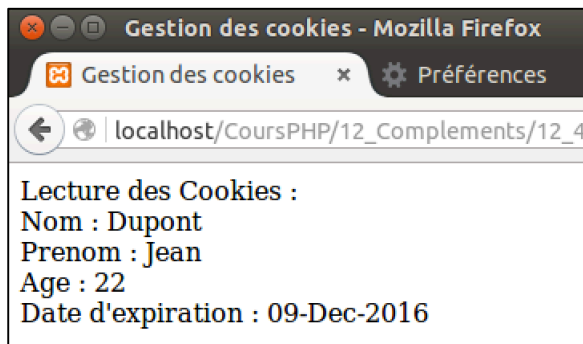 Gestion des cookies - Mozilla Firefox
Gestion des cookies × Préférences
localhost/CoursPHP/12_Complements/12_4
Lecture des Cookies :
Nom : Dupont
Prenom : Jean
Age : 22
Date d'expiration : 09-Dec-2016